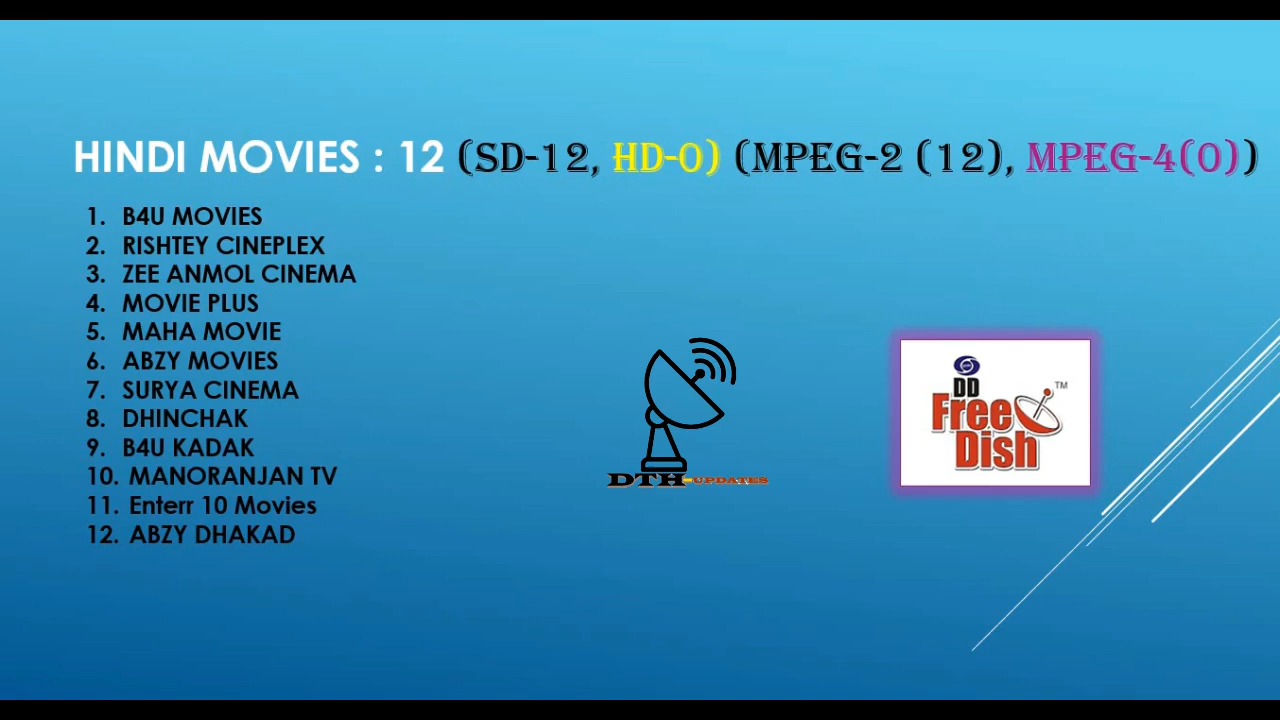 HINDI MOVIES : 12 (SD-12, HD-0) (MPEG-2 (12), MPEG-4(0))
1. B4U MOVIES
2. RISHTEY CINEPLEX
3. ZEE ANMOL CINEMA
4. MOVIE PLUS
5. MAHA MOVIE
6. ABZY MOVIES
7. SURYA CINEMA
8. DHINCHAK
9. B4U KADAK
10. MANORANJAN TV
11. Enterr 10 Movies
12. ABZY DHAKAD
DTH-UPDATES
DD
Free
Dish
TM